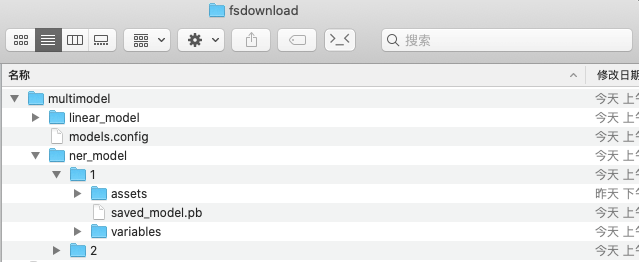 fsdownload
搜索
名称 修改日期
multimodel 今天 上午
linear_model 今天 上午
models.config 今天 上午
ner_model 今天 上午
1 今天 上午
assets 昨天 下午
saved_model.pb 今天 上午
variables 今天 上午
2 今天 上午